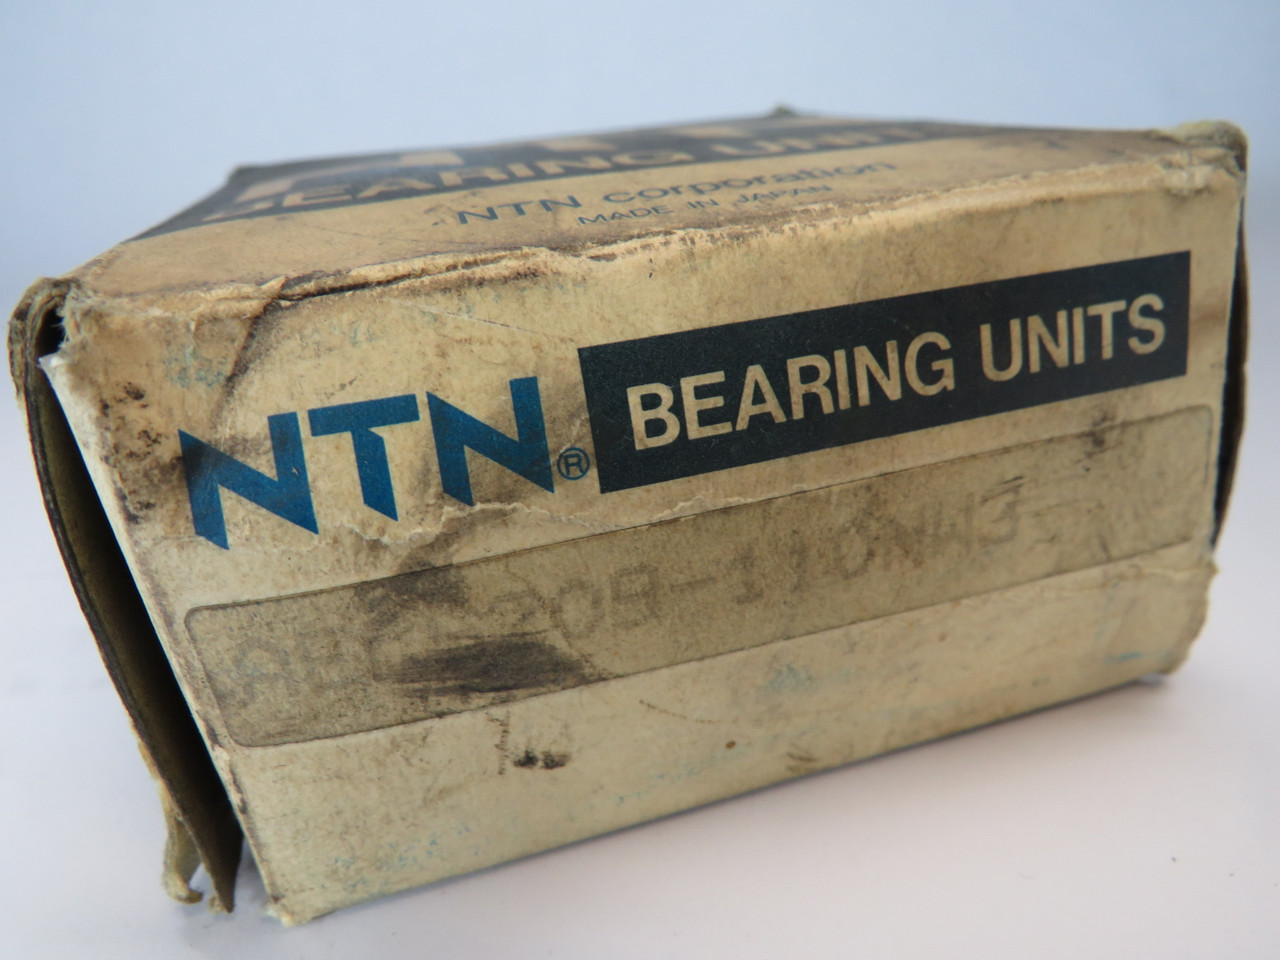 BEARING UNITS
NTN corporation
MADE IN JAPAN
NTN® BEARING UNITS